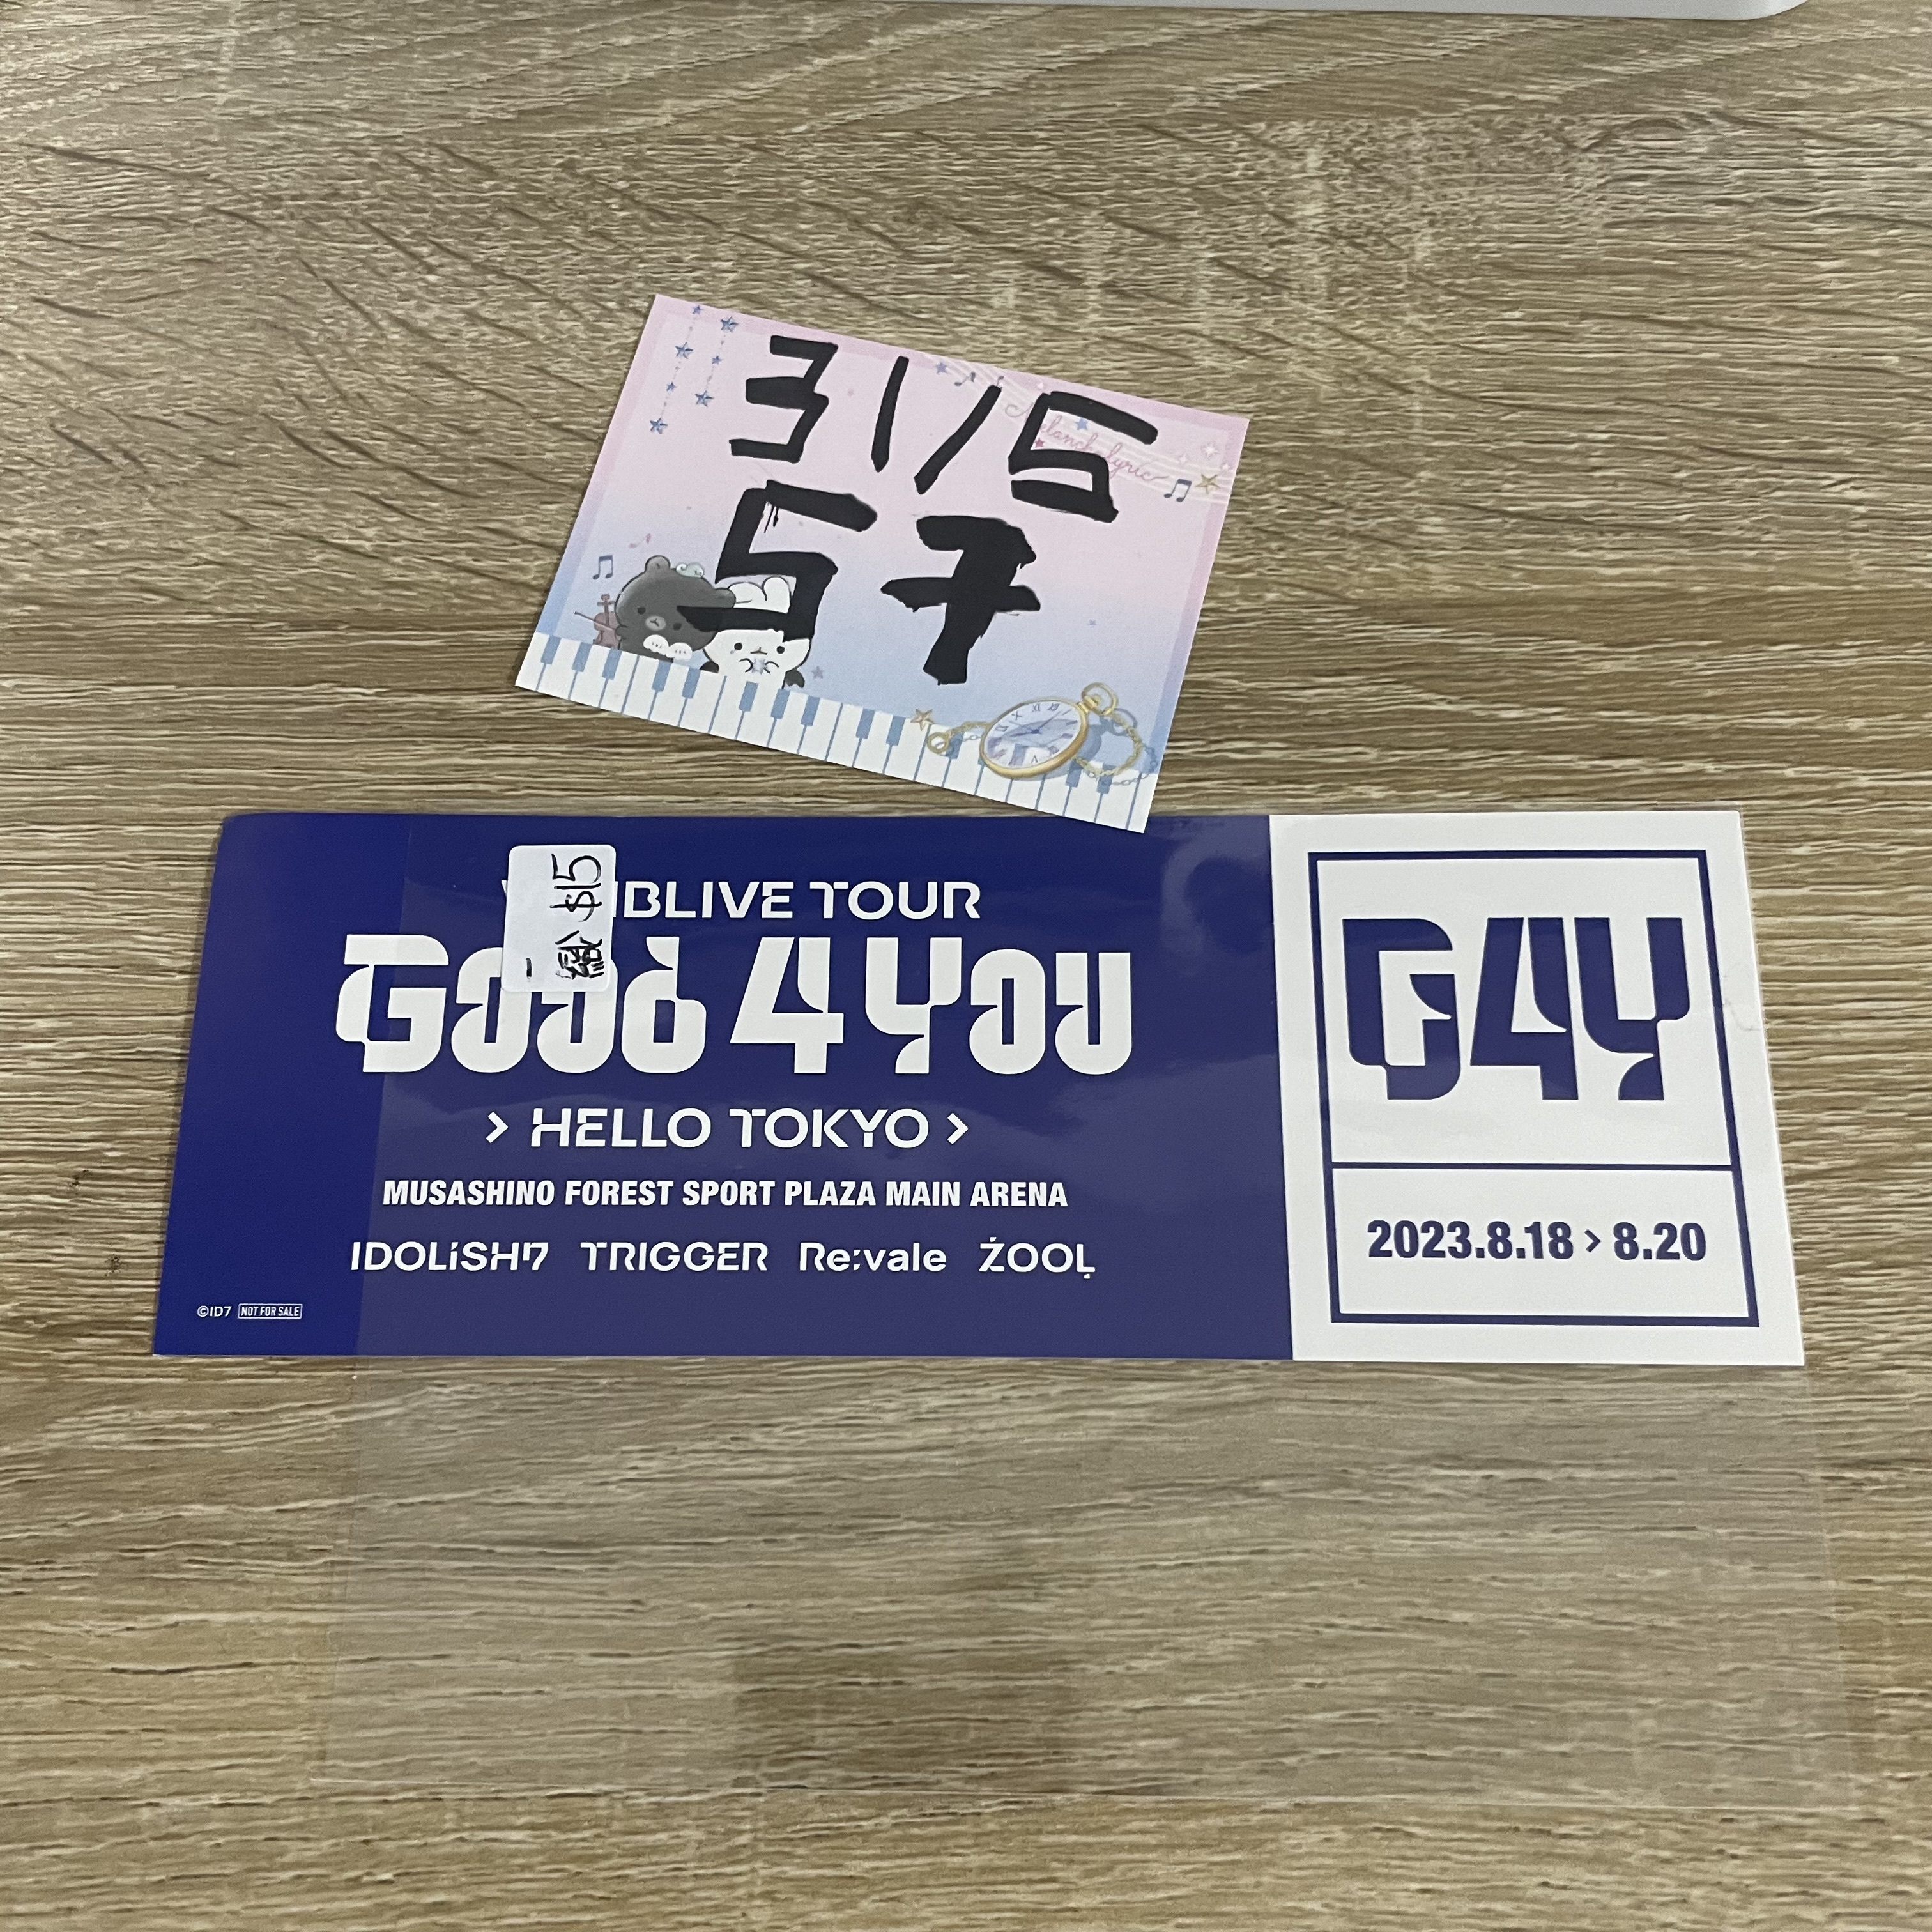 31/5
57
BLIVE TOUR
$15
GOOD 4 YOU
> HELLO TOKYO >
MUSASHINO FOREST SPORT PLAZA MAIN ARENA
IDOLiSH7 TRIGGER Re:vale ŹOOĻ
©ID7 NOT FOR SALE
G4Y
2023.8.18 > 8.20